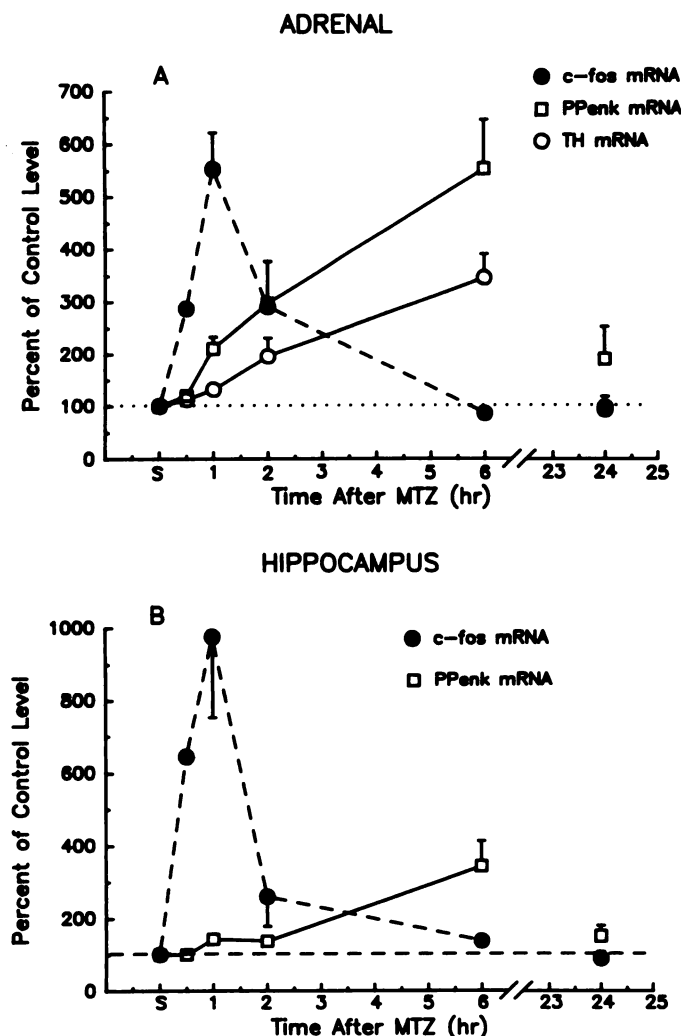 ADRENAL
A
c-fos mRNA
PPenk mRNA
TH mRNA
700
600
500
400
300
200
100
0
Percent of Control Level
S 1 2 3 4 5 6 23 24 25
Time After MTZ (hr)
HIPPOCAMPUS
B
c-fos mRNA
PPenk mRNA
1000
800
600
400
200
0
Percent of Control Level
S 1 2 3 4 5 6 23 24 25
Time After MTZ (hr)